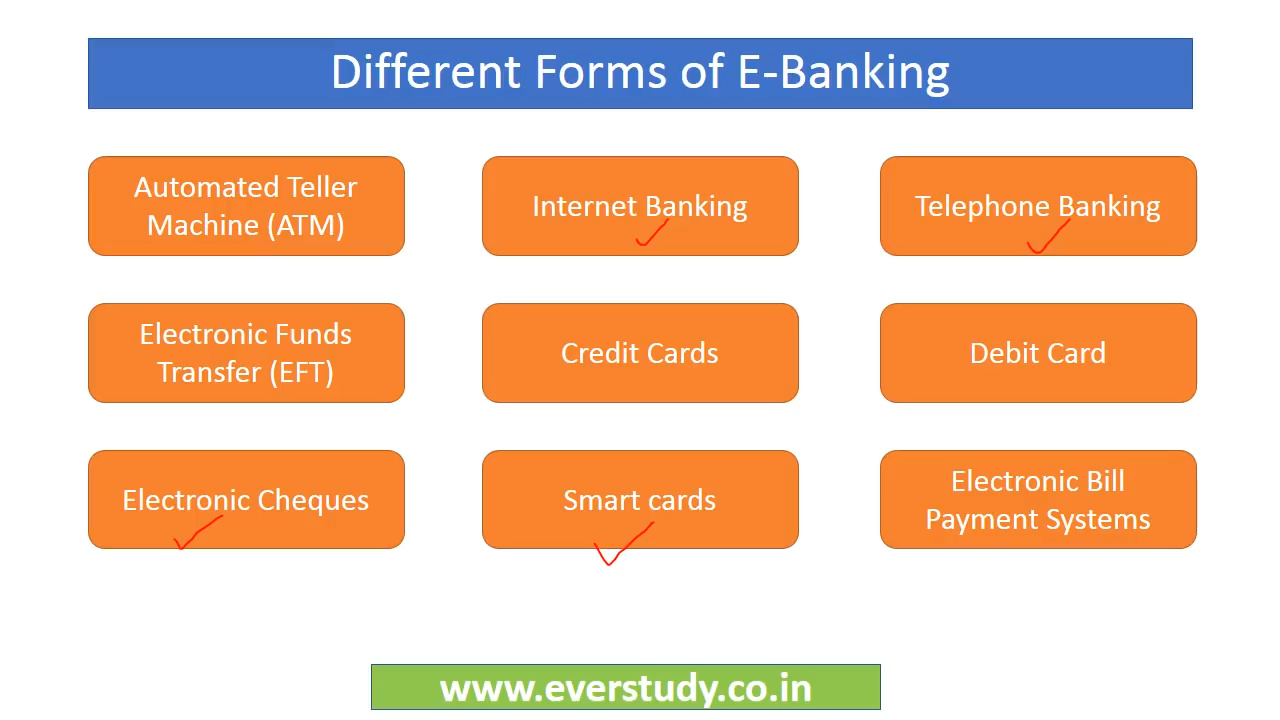 Different Forms of E-Banking
Automated Teller
Machine (ATM)
Internet Banking
Telephone Banking
Electronic Funds
Transfer (EFT)
Credit Cards
Debit Card
Electronic Cheques
Smart cards
Electronic Bill
Payment Systems
www.everstudy.co.in